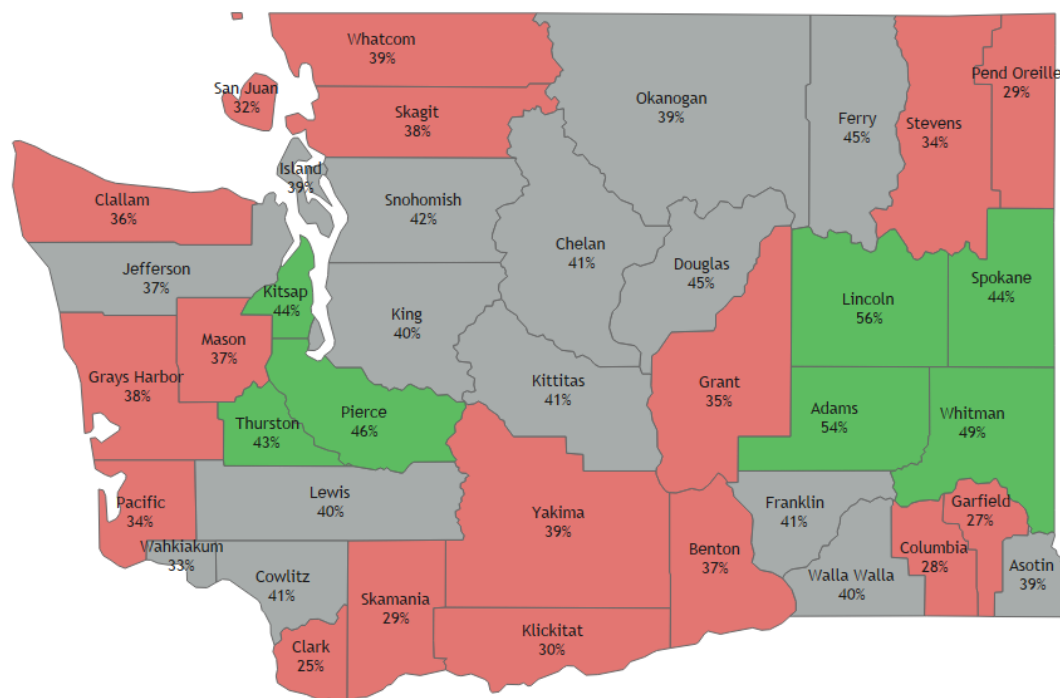 Whatcom
39%
San Juan
32%
Skagit
38%
Island
39%
Clallam
36%
Snohomish
42%
Okanogan
39%
Ferry
45%
Stevens
34%
Pend Oreille
29%
Jefferson
37%
Kitsap
44%
King
40%
Chelan
41%
Douglas
45%
Lincoln
56%
Spokane
44%
Mason
37%
Grays Harbor
38%
Kittitas
41%
Grant
35%
Thurston
43%
Pierce
46%
Adams
54%
Whitman
49%
Pacific
34%
Lewis
40%
Yakima
39%
Franklin
41%
Garfield
27%
Wahkiakum
33%
Cowlitz
41%
Skamania
29%
Benton
37%
Walla Walla
40%
Columbia
28%
Asotin
39%
Clark
25%
Klickitat
30%